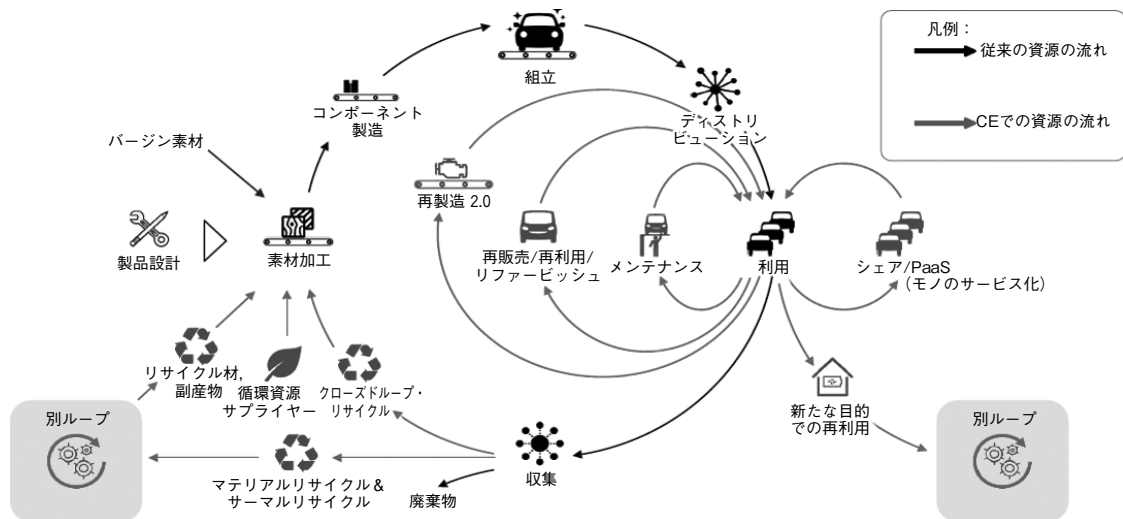 凡例：
従来の資源の流れ
CEでの資源の流れ
組立
コンポーネント
製造
ディストリ
ビューション
バージン素材
再製造 2.0
製品設計
素材加工
再販売/再利用/
リファービッシュ
メンテナンス
利用
シェア/PaaS
（モノのサービス化）
リサイクル材,
副産物
循環資源
サプライヤー
クローズドループ・
リサイクル
新たな目的
での再利用
別ループ
別ループ
マテリアルリサイクル＆
サーマルリサイクル
収集
廃棄物